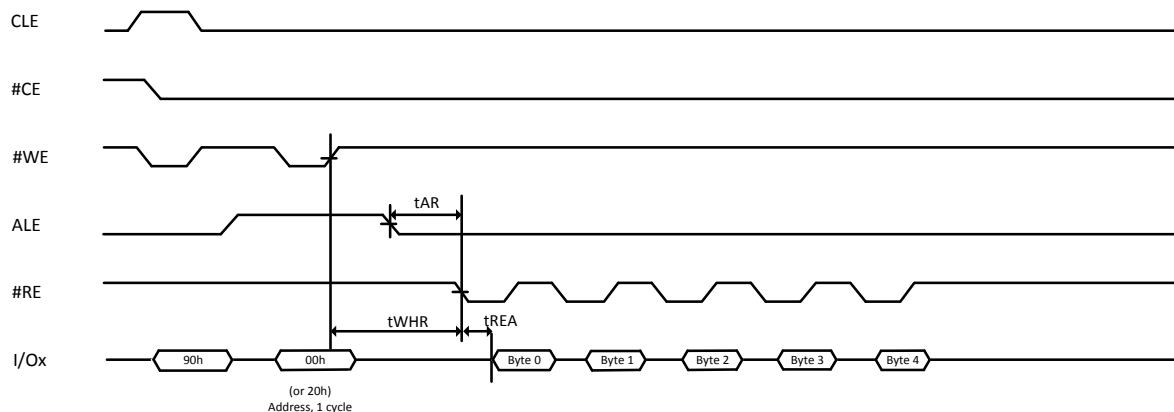 CLE
#CE
#WE
tAR
ALE
#RE
tWHR tREA
I/Ox 90h 00h Byte 0 Byte 1 Byte 2 Byte 3 Byte 4
(or 20h)
Address, 1 cycle